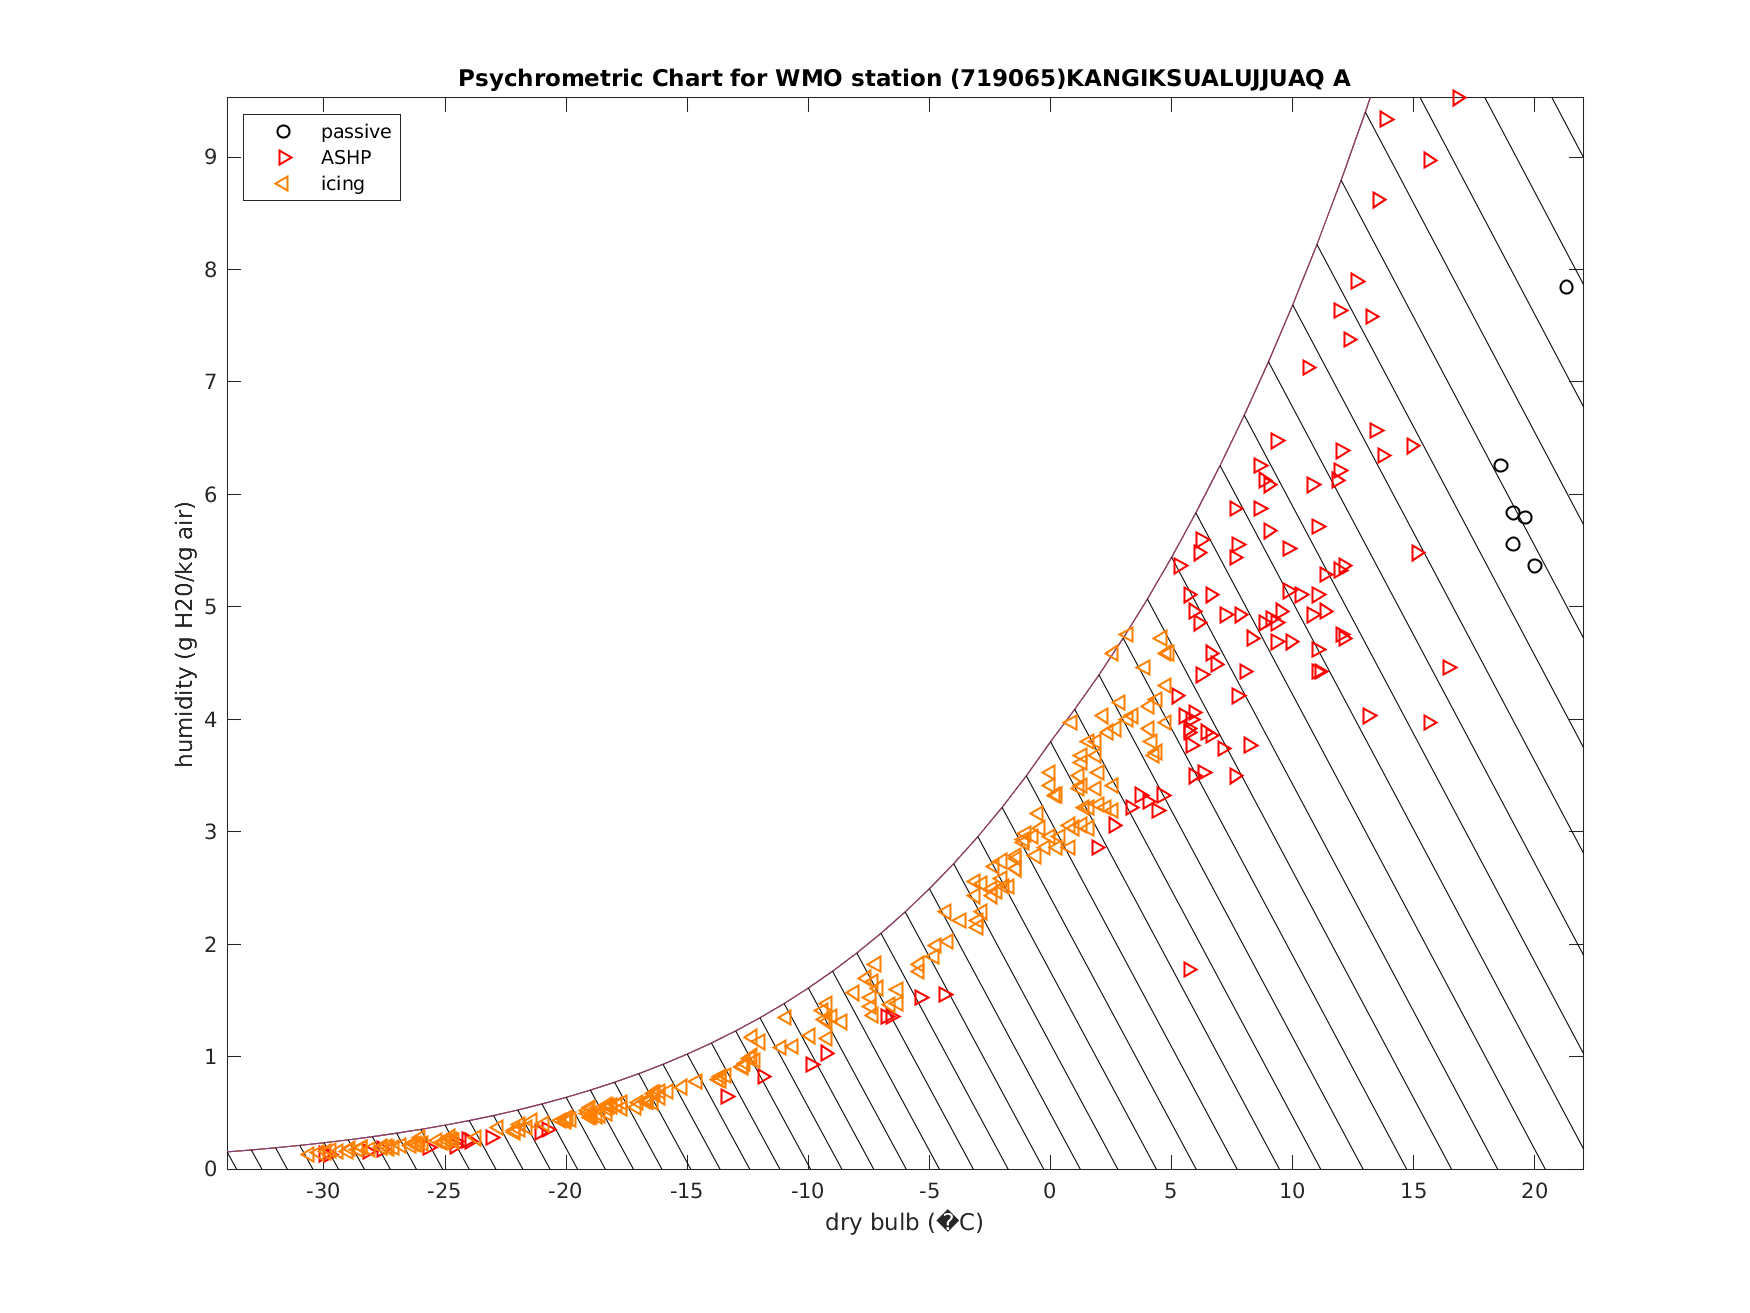 Psychrometric Chart for WMO station (719065)KANGIKSUALUJJUAQ A
passive
ASHP
icing
humidity (g H20/kg air)
9
8
7
6
5
4
3
2
1
0
-30 -25 -20 -15 -10 -5 0 5 10 15 20
dry bulb (�C)